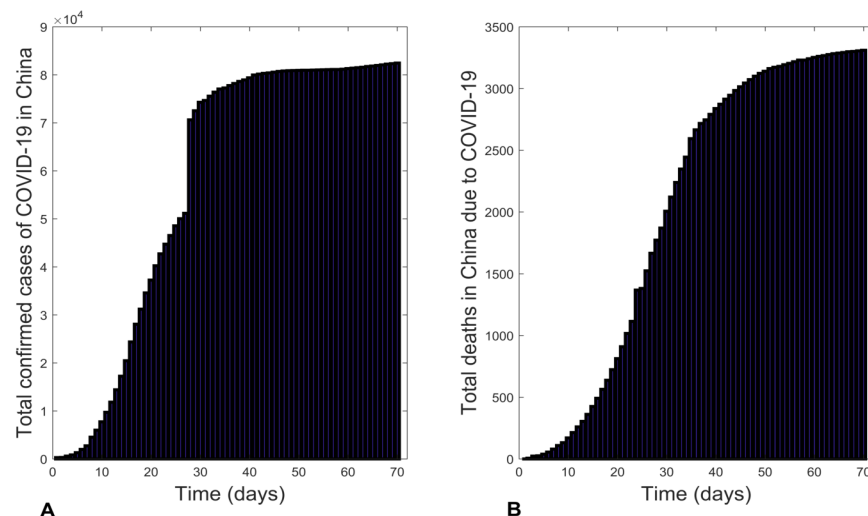 ×10⁴
Total confirmed cases of COVID-19 in China
9
8
7
6
5
4
3
2
1
0
0 10 20 30 40 50 60 70
Time (days)
A
Total deaths in China due to COVID-19
3500
3000
2500
2000
1500
1000
500
0
0 10 20 30 40 50 60 70
Time (days)
B